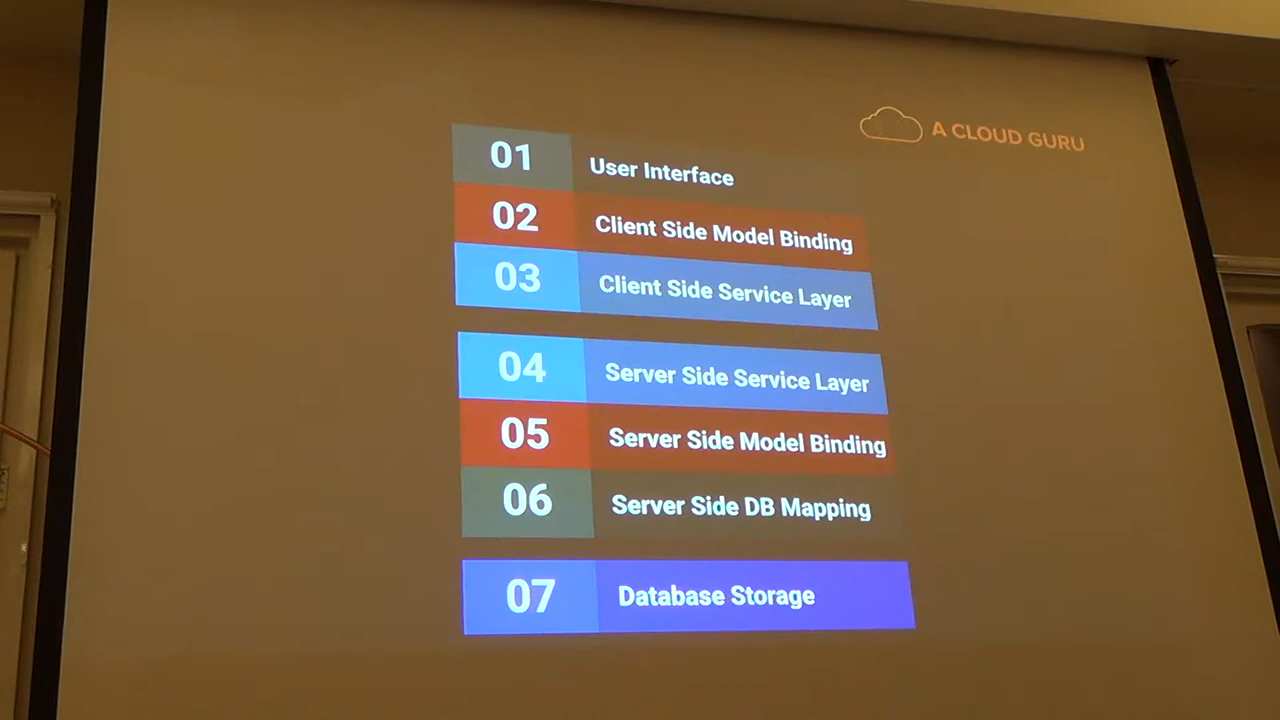 A CLOUD GURU
01 User Interface
02 Client Side Model Binding
03 Client Side Service Layer
04 Server Side Service Layer
05 Server Side Model Binding
06 Server Side DB Mapping
07 Database Storage